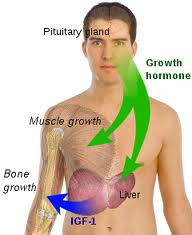 Pituitary gland
Growth
hormone
Muscle growth
Bone
growth
Liver
IGF-1